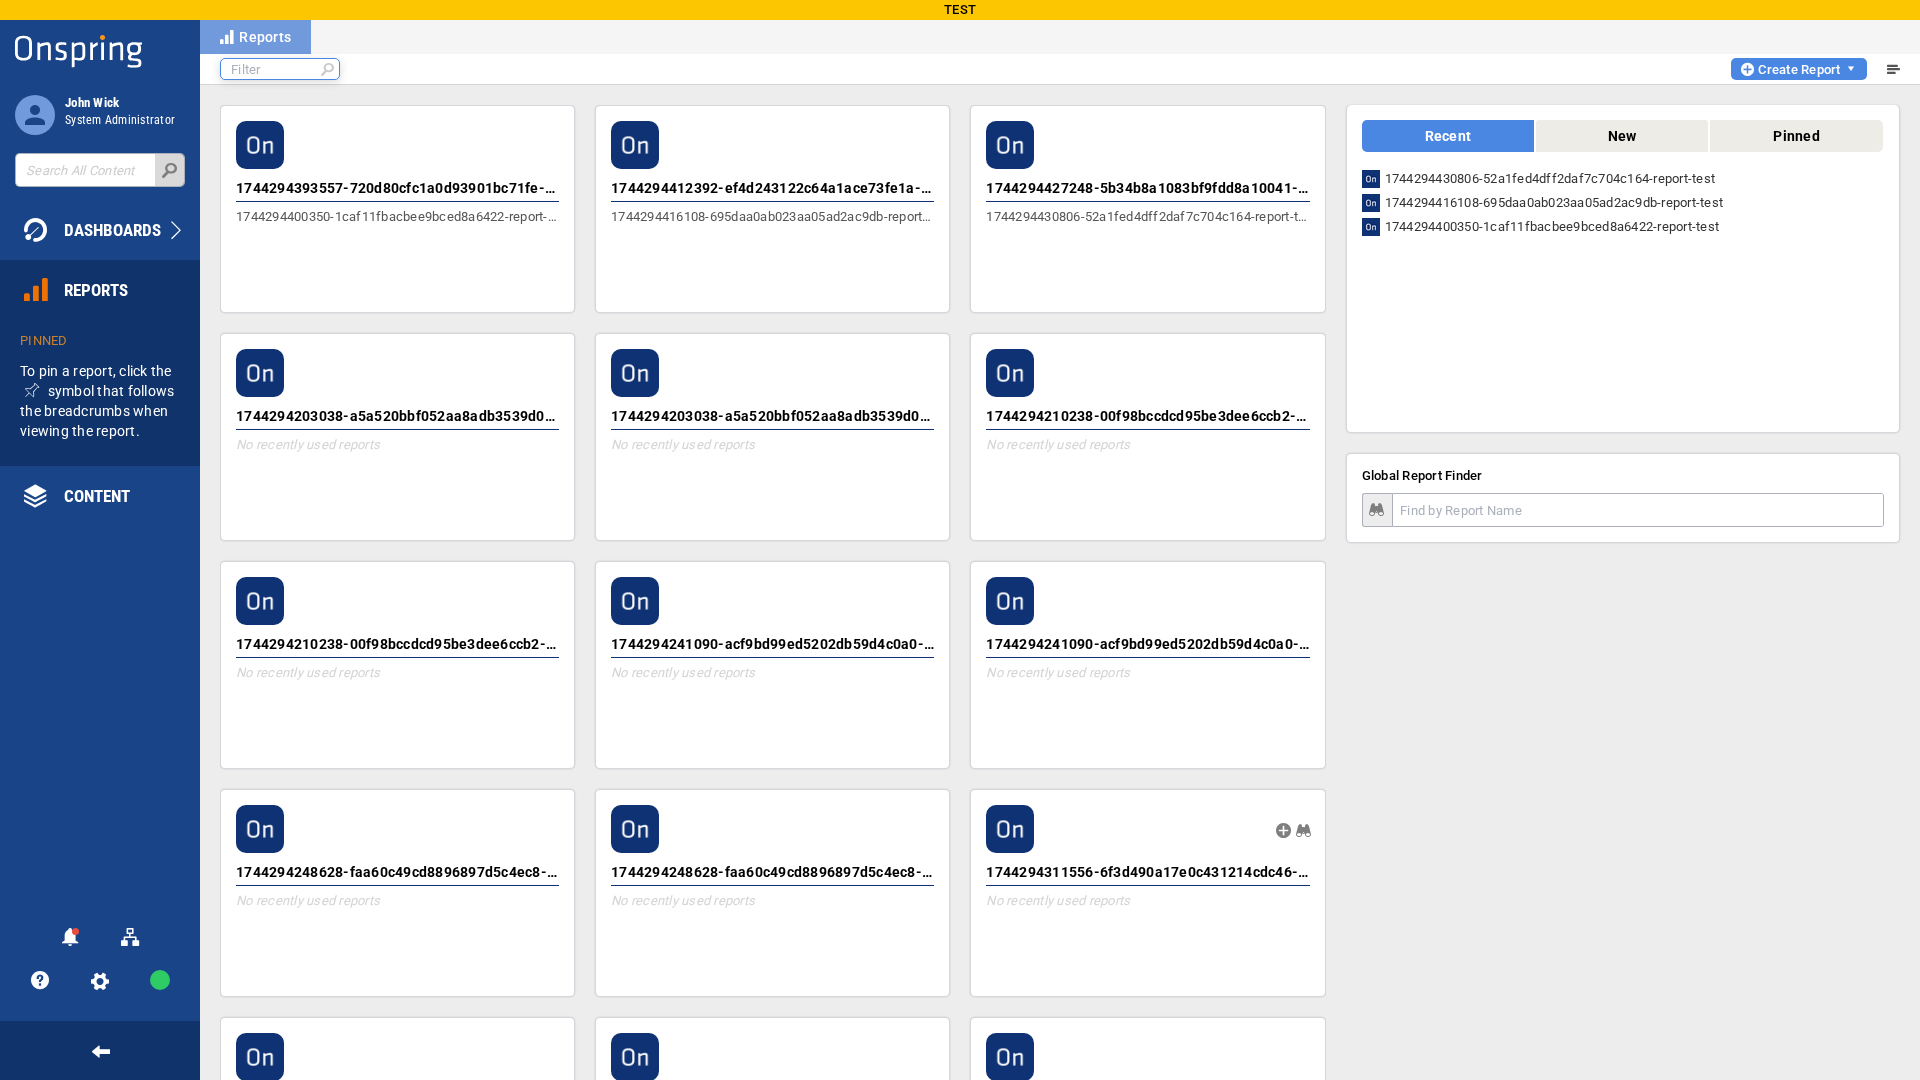 TEST
Onspring
John Wick
System Administrator
Search All Content
DASHBOARDS
REPORTS
PINNED
To pin a report, click the
symbol that follows
the breadcrumbs when
viewing the report.
CONTENT
Reports
Filter
Create Report
On
1744294393557-720d80cfc1a0d93901bc71fe-...
1744294400350-1caf11fbacbee9bced8a6422-report-...
On
1744294412392-ef4d243122c64a1ace73fe1a-...
1744294416108-695daa0ab023aa05ad2ac9db-report...
On
1744294427248-5b34b8a1083bf9fdd8a10041-...
1744294430806-52a1fed4dff2daf7c704c164-report-t...
On
1744294203038-a5a520bbf052aa8adb3539d0...
No recently used reports
On
1744294203038-a5a520bbf052aa8adb3539d0...
No recently used reports
On
1744294210238-00f98bccdcd95be3dee6ccb2-...
No recently used reports
On
1744294210238-00f98bccdcd95be3dee6ccb2-...
No recently used reports
On
1744294241090-acf9bd99ed5202db59d4c0a0-...
No recently used reports
On
1744294241090-acf9bd99ed5202db59d4c0a0-...
No recently used reports
On
1744294248628-faa60c49cd8896897d5c4ec8-...
No recently used reports
On
1744294248628-faa60c49cd8896897d5c4ec8-...
No recently used reports
On
1744294311556-6f3d490a17e0c431214cdc46-...
No recently used reports
On
On
On
Recent New Pinned
On 1744294430806-52a1fed4dff2daf7c704c164-report-test
On 1744294416108-695daa0ab023aa05ad2ac9db-report-test
On 1744294400350-1caf11fbacbee9bced8a6422-report-test
Global Report Finder
Find by Report Name